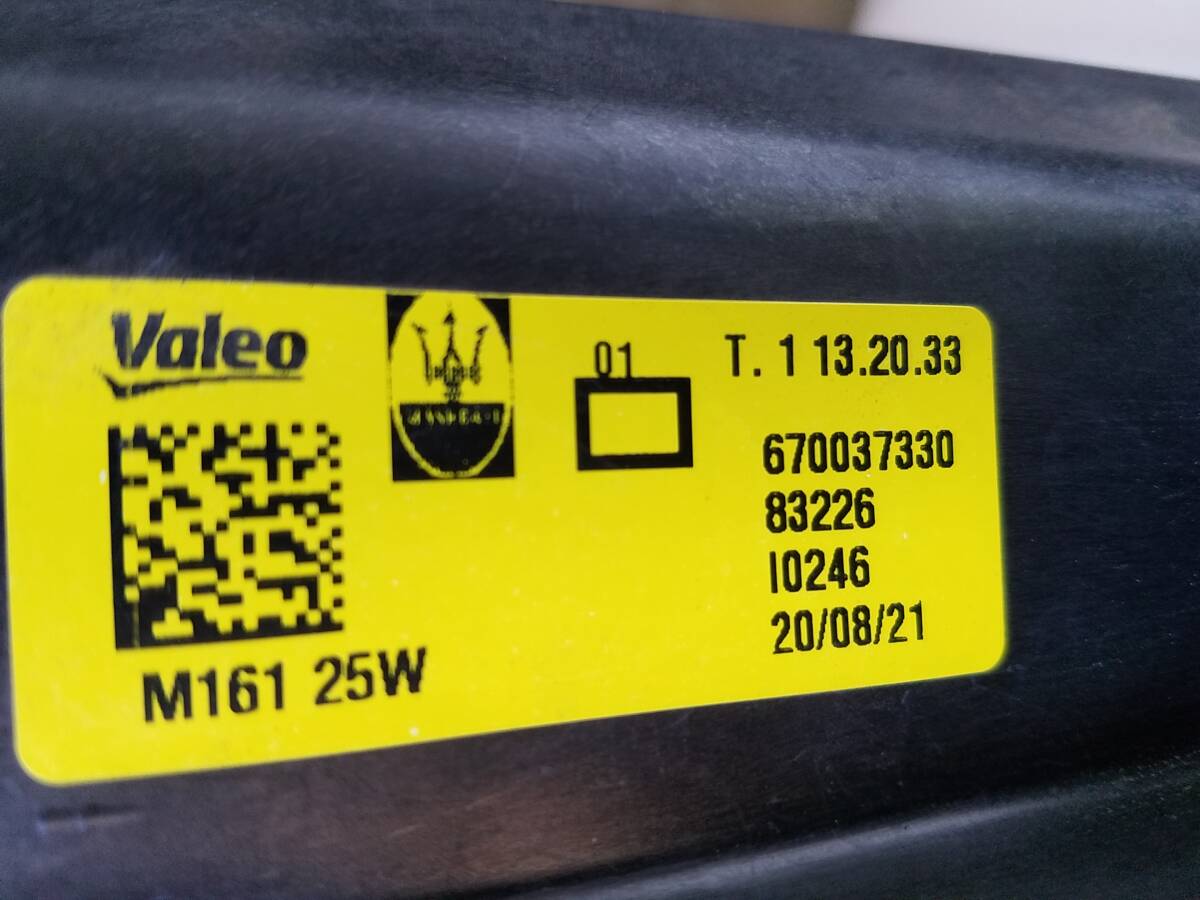 Valeo
01
T. 1 13.20.33
670037330
83226
I0246
20/08/21
M161 25W